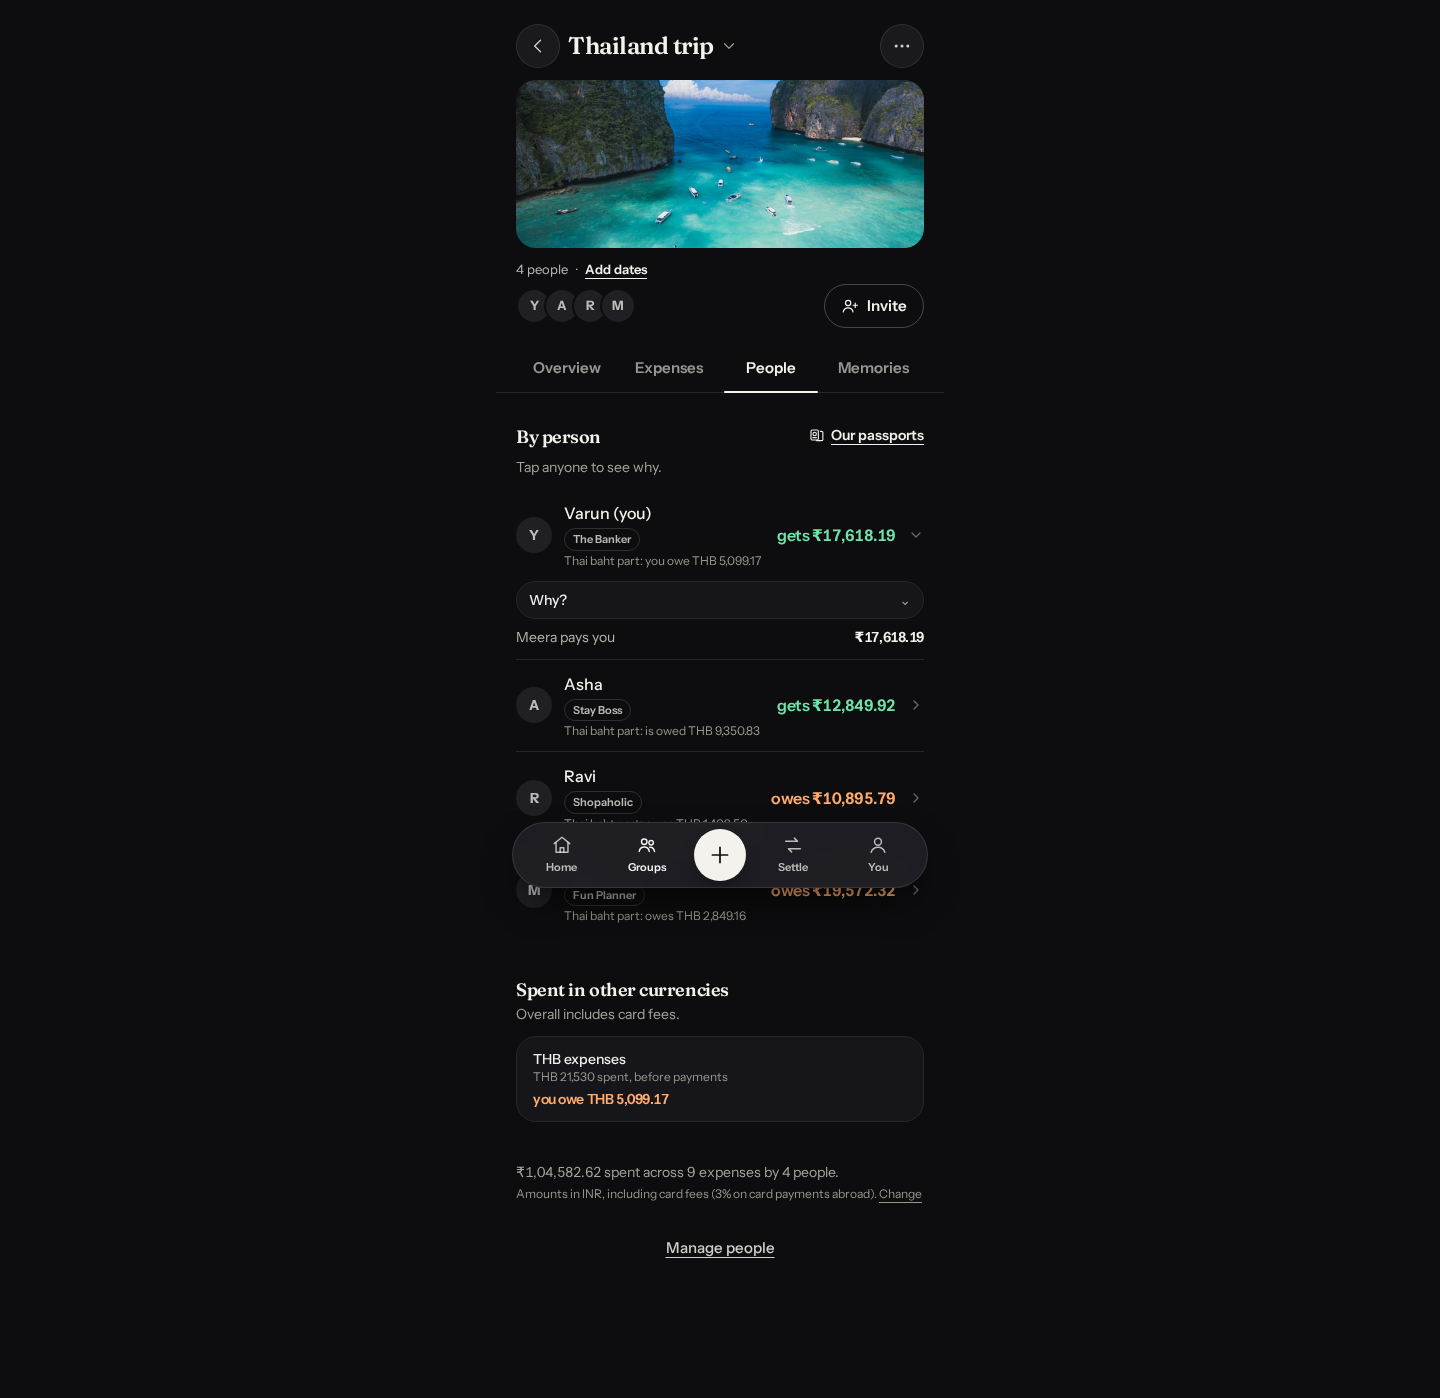 Thailand trip
4 people · Add dates
Y A R M
Invite
Overview Expenses People Memories
By person
Our passports
Tap anyone to see why.
Y
Varun (you)
The Banker
Thai baht part: you owe THB 5,099.17
gets ₹17,618.19
Why?
Meera pays you ₹17,618.19
A
Asha
Stay Boss
Thai baht part: is owed THB 9,350.83
gets ₹12,849.92
R
Ravi
Shopaholic
owes ₹10,895.79
Home Groups Settle You
M
Fun Planner
Thai baht part: owes THB 2,849.16
owes ₹19,572.32
Spent in other currencies
Overall includes card fees.
THB expenses
THB 21,530 spent, before payments
you owe THB 5,099.17
₹1,04,582.62 spent across 9 expenses by 4 people.
Amounts in INR, including card fees (3% on card payments abroad). Change
Manage people